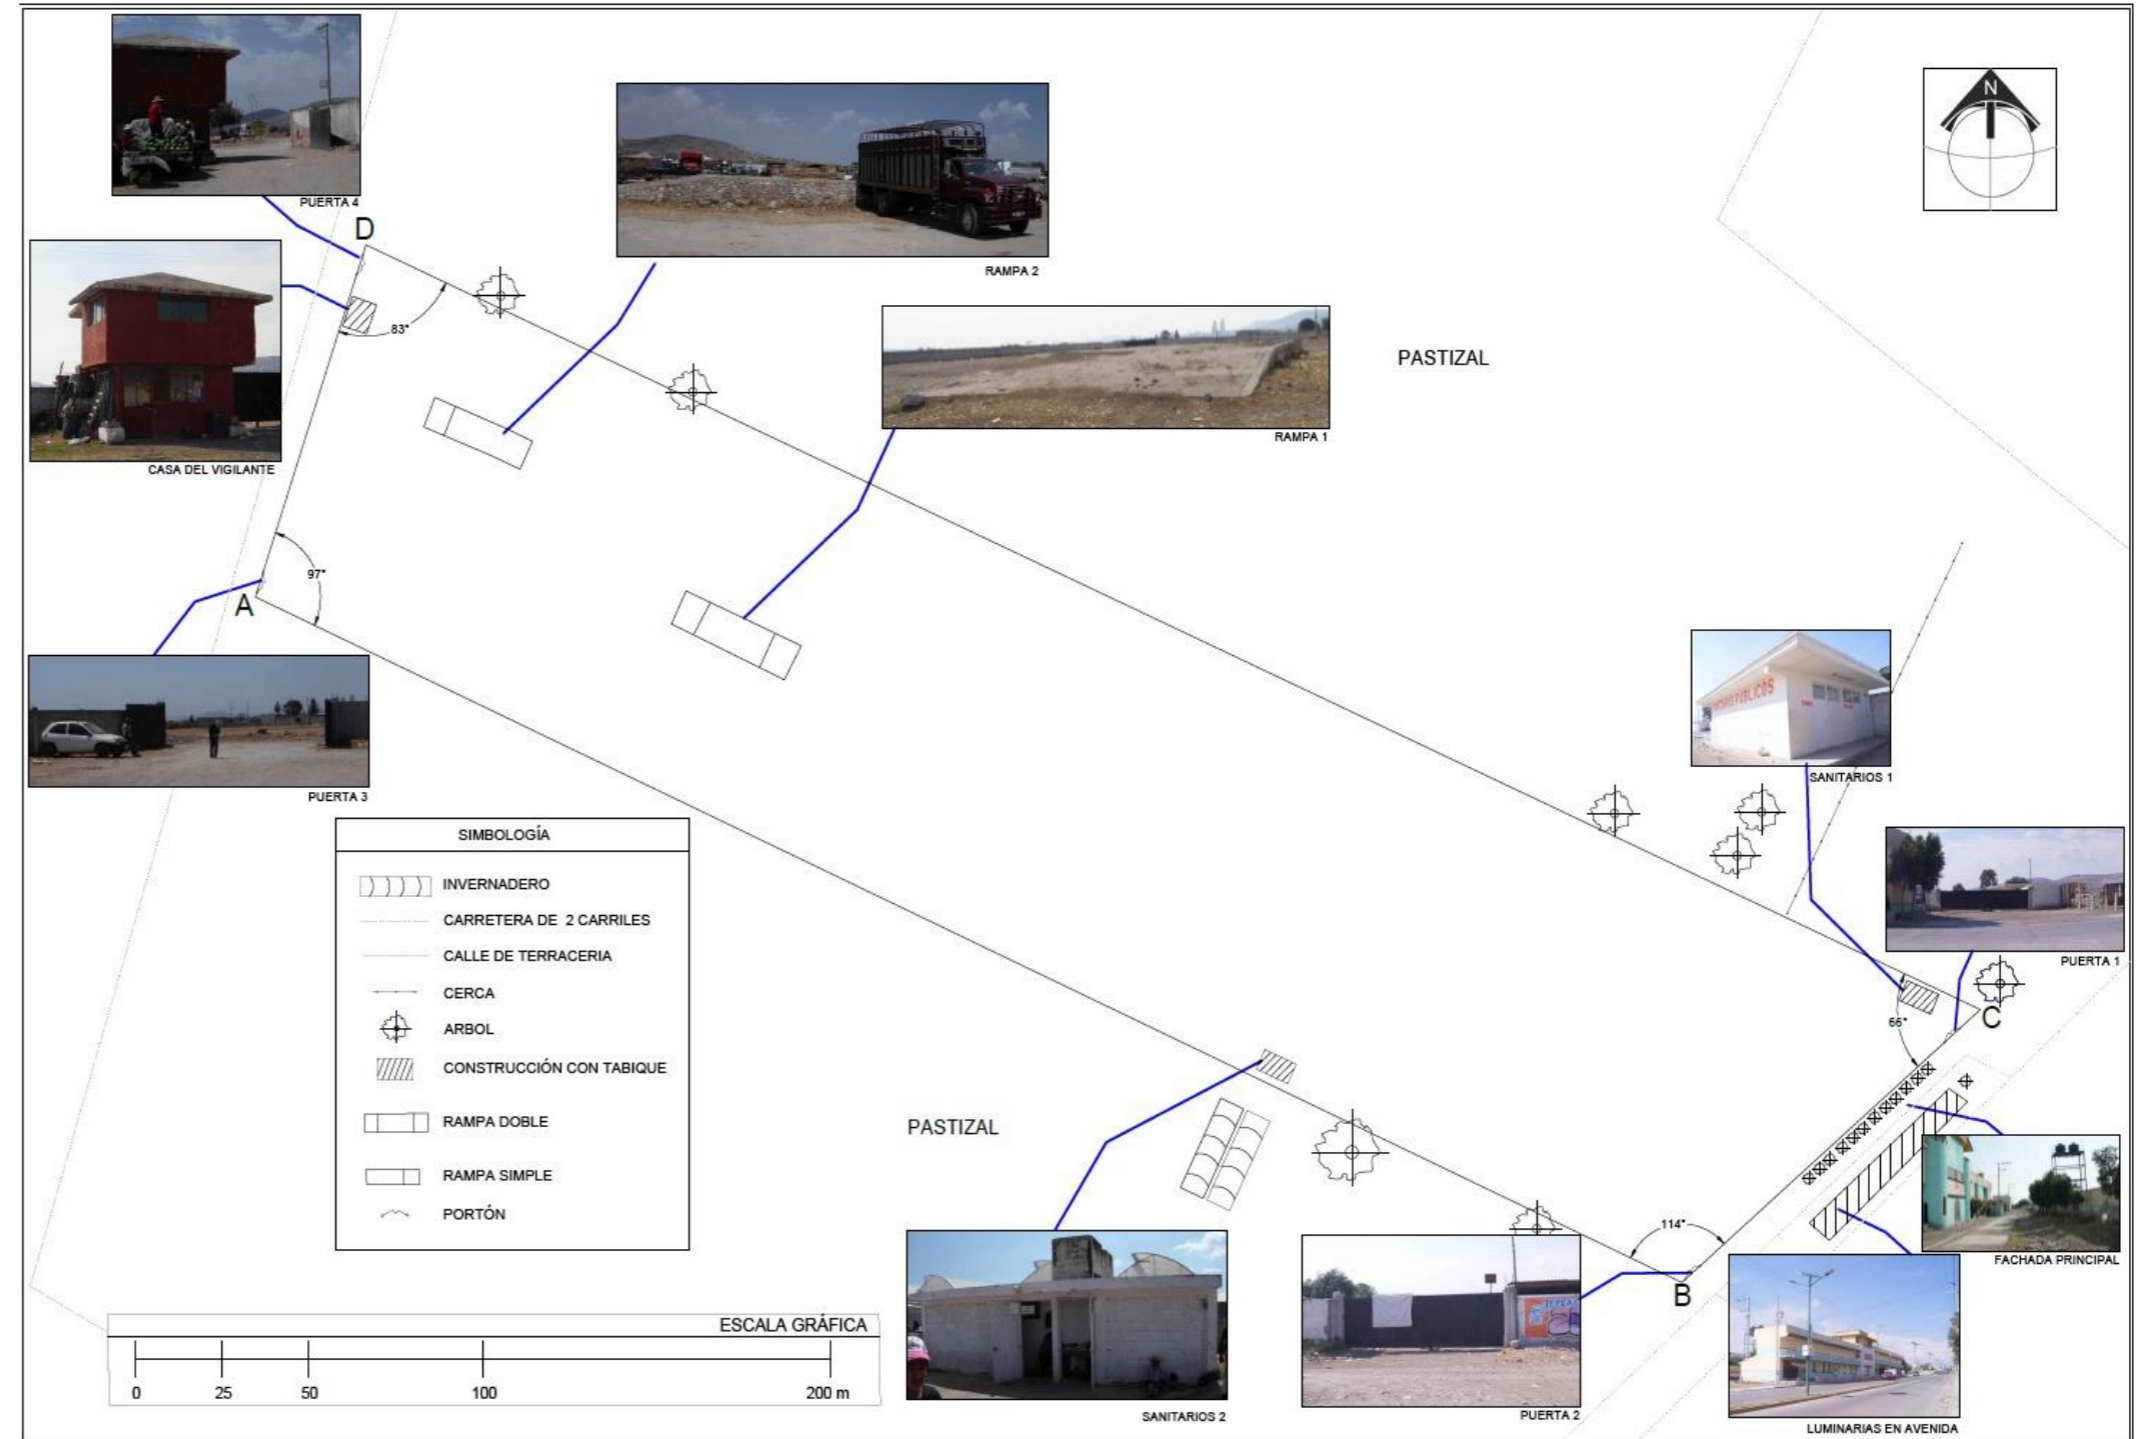 N
PUERTA 4
D
RAMPA 2
83°
PASTIZAL
RAMPA 1
CASA DEL VIGILANTE
97°
A
PUBLICOS
SANITARIOS 1
PUERTA 3
SIMBOLOGÍA
INVERNADERO
CARRETERA DE 2 CARRILES
CALLE DE TERRACERIA
CERCA
ARBOL
CONSTRUCCIÓN CON TABIQUE
RAMPA DOBLE
RAMPA SIMPLE
PORTÓN
PUERTA 1
C
66°
PASTIZAL
114°
B
FACHADA PRINCIPAL
ESCALA GRÁFICA
0 25 50 100 200 m
SANITARIOS 2
PUERTA 2
LUMINARIAS EN AVENIDA